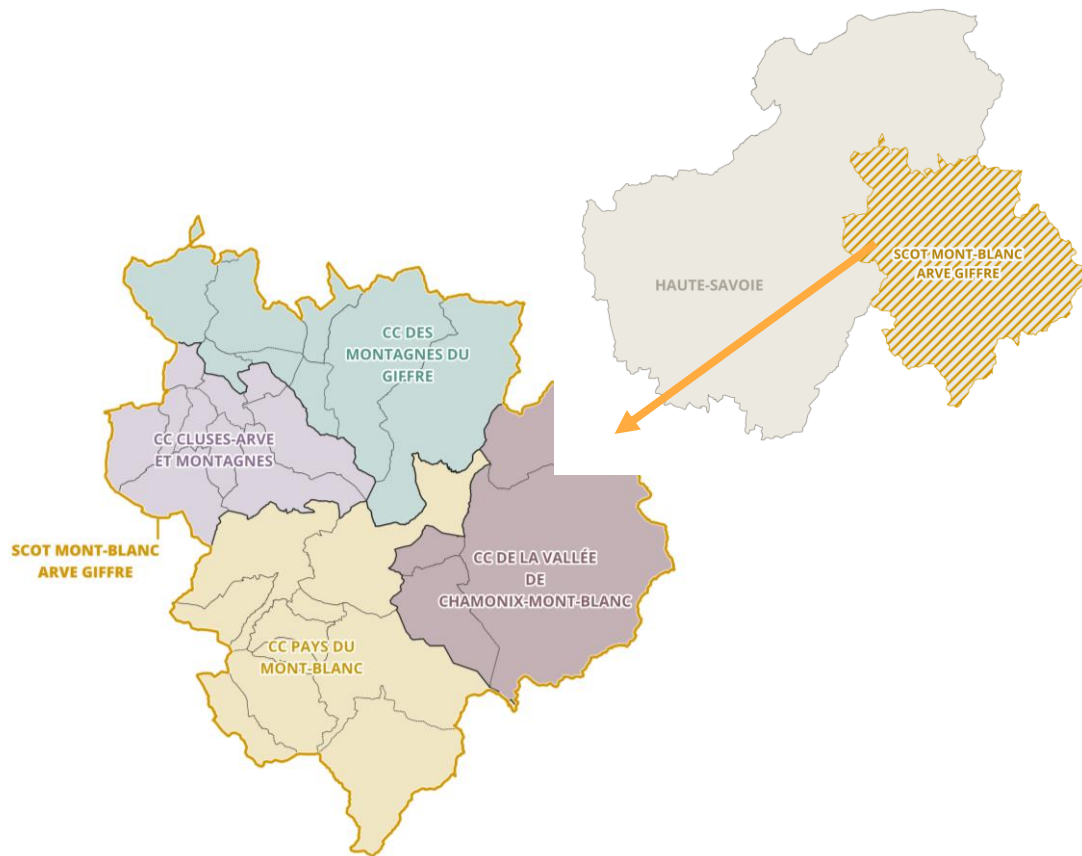 SCOT MONT-BLANC
ARVE GIFFRE
HAUTE-SAVOIE
CC DES
MONTAGNES DU
GIFFRE
CC CLUSES-ARVE
ET MONTAGNES
SCOT MONT-BLANC
ARVE GIFFRE
CC DE LA VALLÉE
DE
CHAMONIX-MONT-BLANC
CC PAYS DU
MONT-BLANC